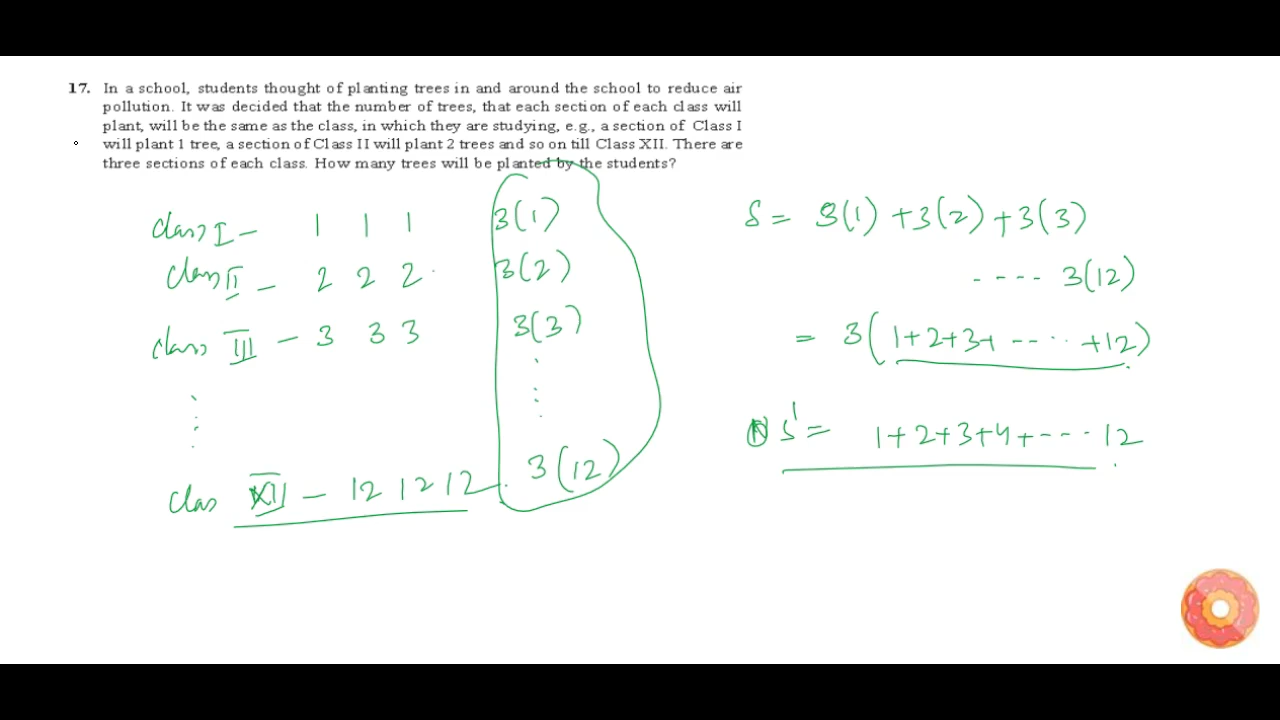 17. In a school, students thought of planting trees in and around the school to reduce air
pollution. It was decided that the number of trees, that each section of each class will
plant, will be the same as the class, in which they are studying, e.g., a section of Class I
will plant 1 tree, a section of Class II will plant 2 trees and so on till Class XII. There are
three sections of each class. How many trees will be planted by the students?
class I - 1 1 1 3(1)
class II - 2 2 2 3(2)
class III - 3 3 3 3(3)
clas XII - 12 12 12 3(12)
S = 3(1) +3(2) +3(3)
---- 3(12)
= 3(1+2+3+ ----- +12)
S' = 1+2+3+4+--- 12